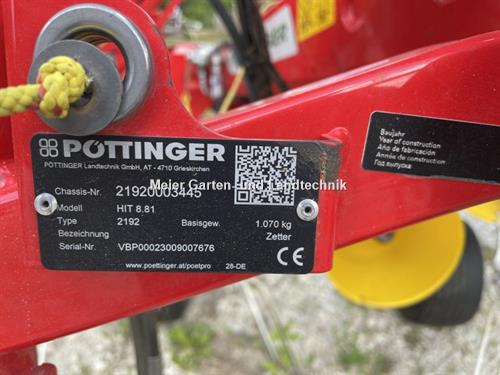 PÖTTINGER
PÖTTINGER Landtechnik GmbH, AT - 4710 Grieskirchen
Chassis-Nr. 21920003445
Meier Garten- und Landtechnik
Modell HIT 8.81
Type 2192 Basisgew. 1.070 kg
Bezeichnung Zetter
Serial-Nr. VBP00023009007676
www.poettinger.at/poetpro 28-DE CE
Baujahr
Year of construction
Año de fabricación
Année de construction
Год выпуска